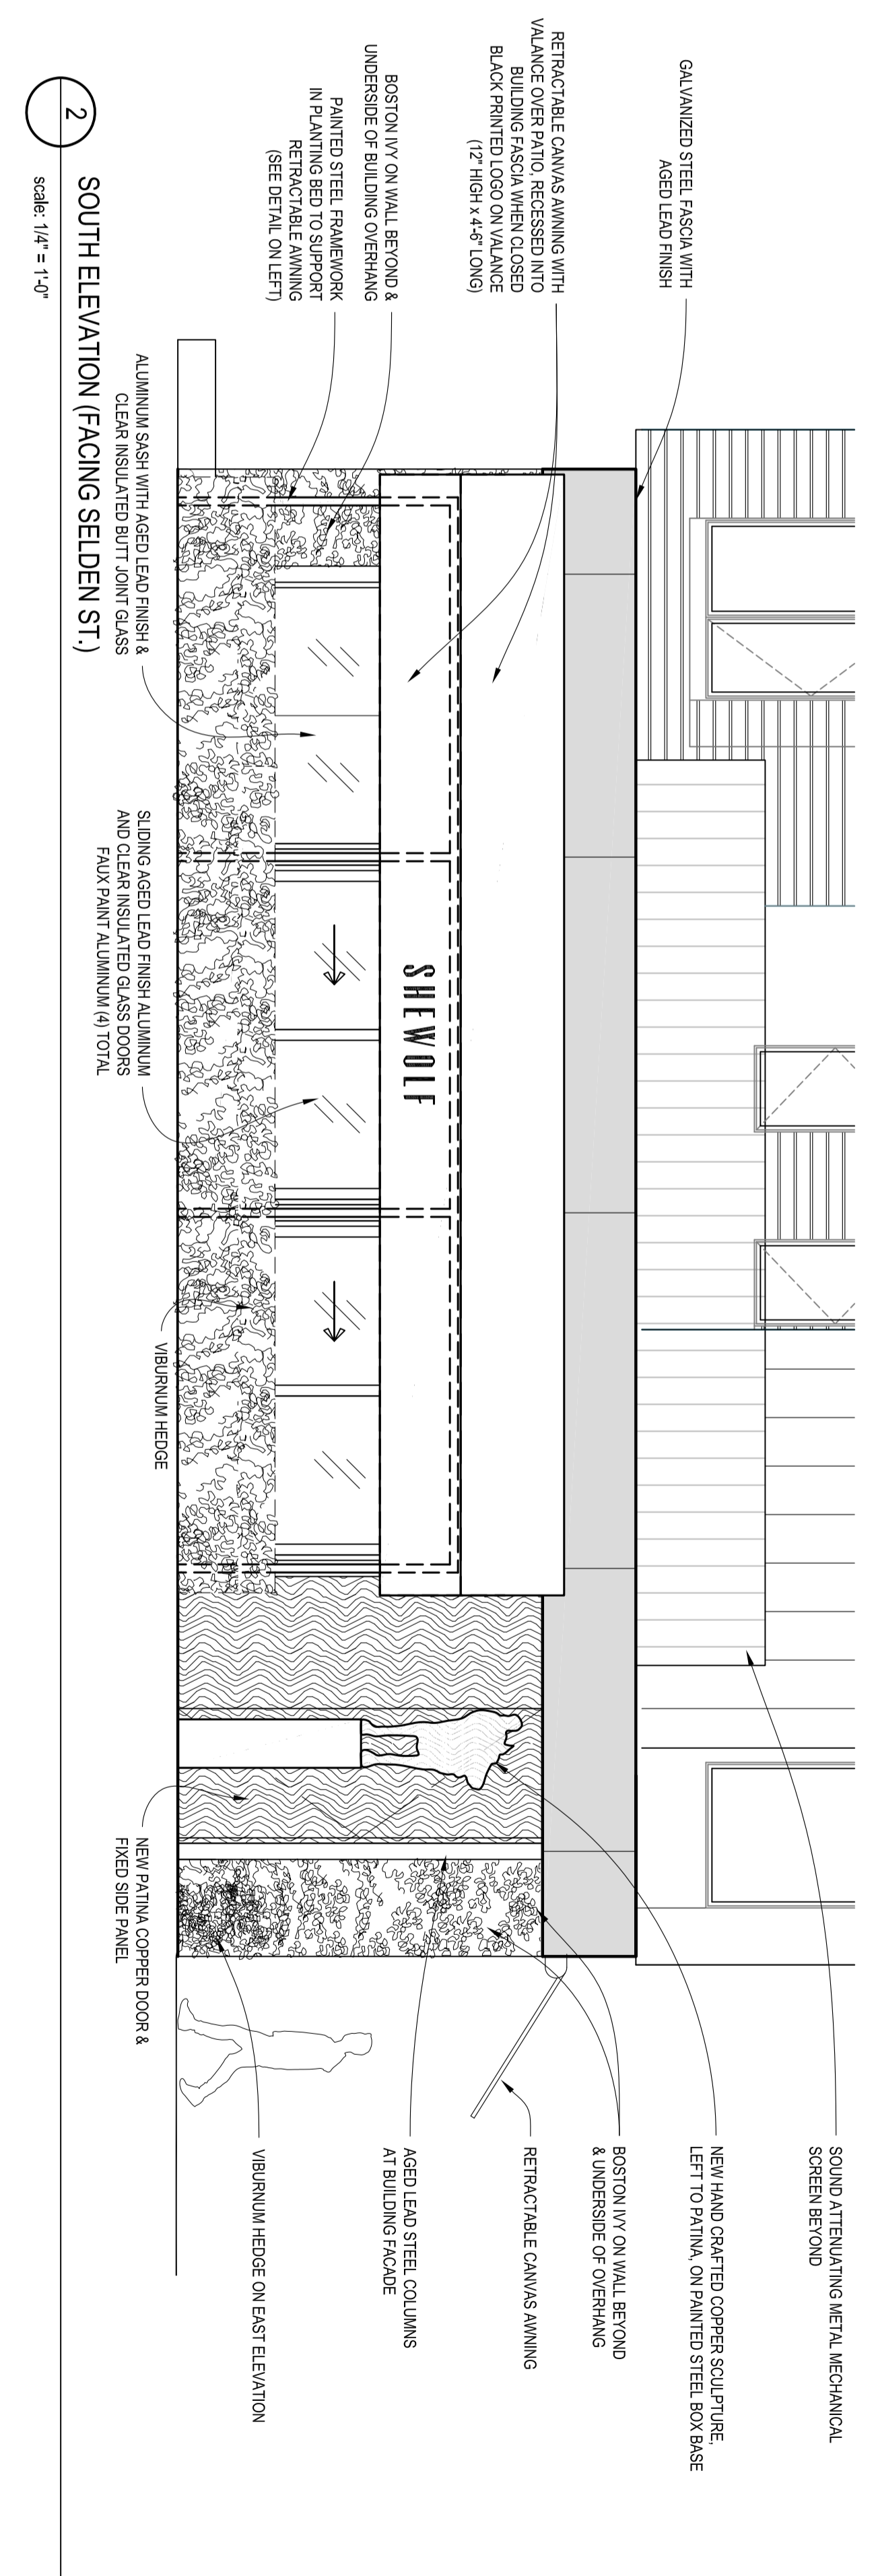 GALVANIZED STEEL FASCIA WITH
AGED LEAD FINISH
RETRACTABLE CANVAS AWNING WITH
VALANCE OVER PATIO, RECESSED INTO
BUILDING FASCIA WHEN CLOSED
BLACK PRINTED LOGO ON VALANCE
(12" HIGH x 4'-6" LONG)
BOSTON IVY ON WALL BEYOND &
UNDERSIDE OF BUILDING OVERHANG
PAINTED STEEL FRAMEWORK
IN PLANTING BED TO SUPPORT
RETRACTABLE AWNING
(SEE DETAIL ON LEFT)
SHEWOLF
SOUND ATTENUATING METAL MECHANICAL
SCREEN BEYOND
NEW HAND CRAFTED COPPER SCULPTURE,
LEFT TO PATINA, ON PAINTED STEEL BOX BASE
BOSTON IVY ON WALL BEYOND
& UNDERSIDE OF OVERHANG
RETRACTABLE CANVAS AWNING
AGED LEAD STEEL COLUMNS
AT BUILDING FACADE
VIBURNUM HEDGE ON EAST ELEVATION
ALUMINUM SASH WITH AGED LEAD FINISH &
CLEAR INSULATED BUTT JOINT GLASS
SLIDING AGED LEAD FINISH ALUMINUM
AND CLEAR INSULATED GLASS DOORS
FAUX PAINT ALUMINUM (4) TOTAL
VIBURNUM HEDGE
NEW PATINA COPPER DOOR &
FIXED SIDE PANEL
2
SOUTH ELEVATION (FACING SELDEN ST.)
scale: 1/4" = 1'-0"